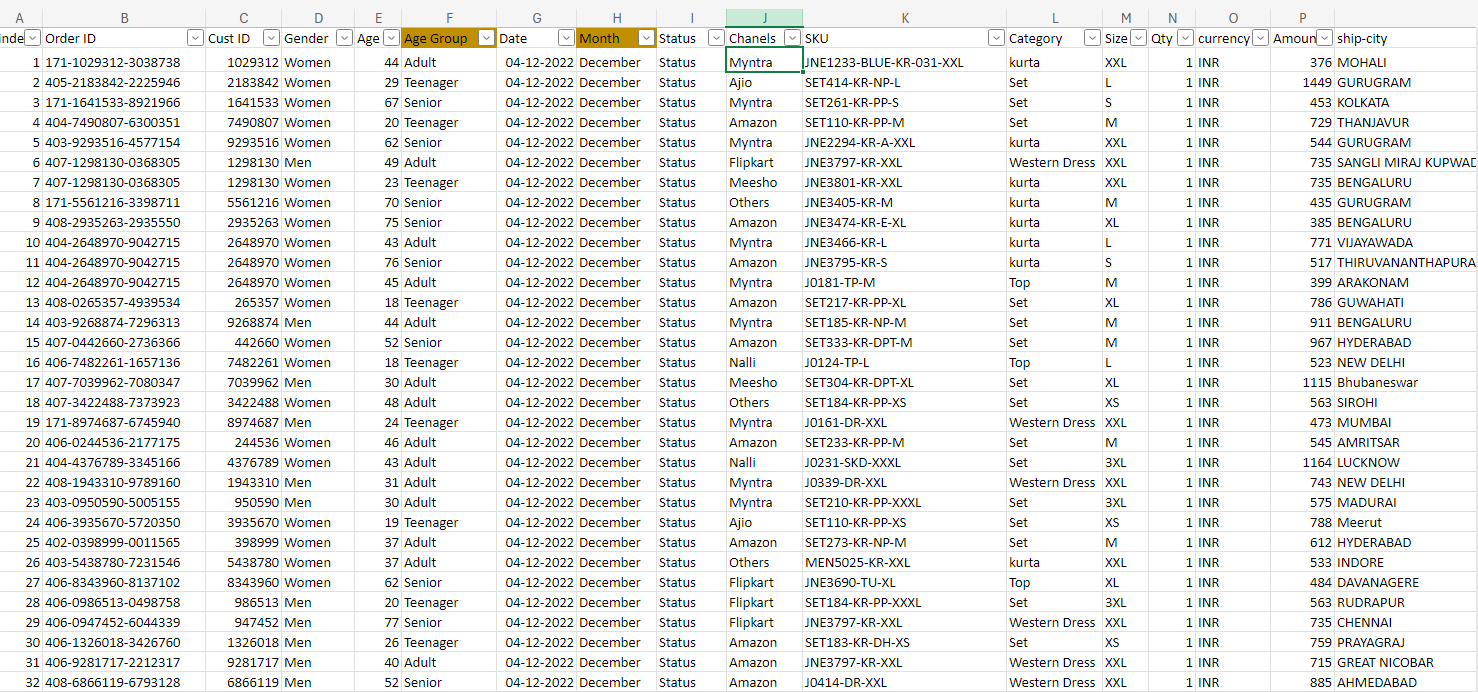 A B C D E F G H I J K L M N O P
inde Order ID Cust ID Gender Age Age Group Date Month Status Chanels SKU Category Size Qty currency Amoun ship-city
1 171-1029312-3038738 1029312 Women 44 Adult 04-12-2022 December Status Myntra JNE1233-BLUE-KR-031-XXL kurta XXL 1 INR 376 MOHALI
2 405-2183842-2225946 2183842 Women 29 Teenager 04-12-2022 December Status Ajio SET414-KR-NP-L Set L 1 INR 1449 GURUGRAM
3 171-1641533-8921966 1641533 Women 67 Senior 04-12-2022 December Status Myntra SET261-KR-PP-S Set S 1 INR 453 KOLKATA
4 404-7490807-6300351 7490807 Women 20 Teenager 04-12-2022 December Status Amazon SET110-KR-PP-M Set M 1 INR 729 THANJAVUR
5 403-9293516-4577154 9293516 Women 62 Senior 04-12-2022 December Status Myntra JNE2294-KR-A-XXL kurta XXL 1 INR 544 GURUGRAM
6 407-1298130-0368305 1298130 Men 49 Adult 04-12-2022 December Status Flipkart JNE3797-KR-XXL Western Dress XXL 1 INR 735 SANGLI MIRAJ KUPWAD
7 407-1298130-0368305 1298130 Men 23 Teenager 04-12-2022 December Status Meesho JNE3801-KR-XXL kurta XXL 1 INR 735 BENGALURU
8 171-5561216-3398711 5561216 Women 70 Senior 04-12-2022 December Status Others JNE3405-KR-M kurta M 1 INR 435 GURUGRAM
9 408-2935263-2935550 2935263 Women 75 Senior 04-12-2022 December Status Amazon JNE3474-KR-E-XL kurta XL 1 INR 385 BENGALURU
10 404-2648970-9042715 2648970 Women 43 Adult 04-12-2022 December Status Myntra JNE3466-KR-L kurta L 1 INR 771 VIJAYAWADA
11 404-2648970-9042715 2648970 Women 76 Senior 04-12-2022 December Status Amazon JNE3795-KR-S kurta S 1 INR 517 THIRUVANANTHAPURA
12 404-2648970-9042715 2648970 Women 45 Adult 04-12-2022 December Status Myntra J0181-TP-M Top M 1 INR 399 ARAKONAM
13 408-0265357-4939534 265357 Women 18 Teenager 04-12-2022 December Status Amazon SET217-KR-PP-XL Set XL 1 INR 786 GUWAHATI
14 403-9268874-7296313 9268874 Men 44 Adult 04-12-2022 December Status Myntra SET185-KR-NP-M Set M 1 INR 911 BENGALURU
15 407-0442660-2736366 442660 Women 52 Senior 04-12-2022 December Status Amazon SET333-KR-DPT-M Set M 1 INR 967 HYDERABAD
16 406-7482261-1657136 7482261 Women 18 Teenager 04-12-2022 December Status Nalli J0124-TP-L Top L 1 INR 523 NEW DELHI
17 407-7039962-7080347 7039962 Men 30 Adult 04-12-2022 December Status Meesho SET304-KR-DPT-XL Set XL 1 INR 1115 Bhubaneswar
18 407-3422488-7373923 3422488 Women 48 Adult 04-12-2022 December Status Others SET184-KR-PP-XS Set XS 1 INR 563 SIROHI
19 171-8974687-6745940 8974687 Men 24 Teenager 04-12-2022 December Status Myntra J0161-DR-XXL Western Dress XXL 1 INR 473 MUMBAI
20 406-0244536-2177175 244536 Women 46 Adult 04-12-2022 December Status Amazon SET233-KR-PP-M Set M 1 INR 545 AMRITSAR
21 404-4376789-3345166 4376789 Women 43 Adult 04-12-2022 December Status Nalli J0231-SKD-XXXL Set 3XL 1 INR 1164 LUCKNOW
22 408-1943310-9789160 1943310 Men 31 Adult 04-12-2022 December Status Myntra J0339-DR-XXL Western Dress XXL 1 INR 743 NEW DELHI
23 403-0950590-5005155 950590 Men 30 Adult 04-12-2022 December Status Myntra SET210-KR-PP-XXXL Set 3XL 1 INR 575 MADURAI
24 406-3935670-5720350 3935670 Women 19 Teenager 04-12-2022 December Status Ajio SET110-KR-PP-XS Set XS 1 INR 788 Meerut
25 402-0398999-0011565 398999 Women 37 Adult 04-12-2022 December Status Amazon SET273-KR-NP-M Set M 1 INR 612 HYDERABAD
26 403-5438780-7231546 5438780 Women 37 Adult 04-12-2022 December Status Others MEN5025-KR-XXL kurta XXL 1 INR 533 INDORE
27 406-8343960-8137102 8343960 Women 62 Senior 04-12-2022 December Status Flipkart JNE3690-TU-XL Top XL 1 INR 484 DAVANAGERE
28 406-0986513-0498758 986513 Men 20 Teenager 04-12-2022 December Status Flipkart SET184-KR-PP-XXXL Set 3XL 1 INR 563 RUDRAPUR
29 406-0947452-6044339 947452 Men 77 Senior 04-12-2022 December Status Flipkart JNE3797-KR-XXL Western Dress XXL 1 INR 735 CHENNAI
30 406-1326018-3426760 1326018 Men 26 Teenager 04-12-2022 December Status Amazon SET183-KR-DH-XS Set XS 1 INR 759 PRAYAGRAJ
31 406-9281717-2212317 9281717 Men 40 Adult 04-12-2022 December Status Amazon JNE3797-KR-XXL Western Dress XXL 1 INR 715 GREAT NICOBAR
32 408-6866119-6793128 6866119 Men 52 Senior 04-12-2022 December Status Amazon J0414-DR-XXL Western Dress XXL 1 INR 885 AHMEDABAD